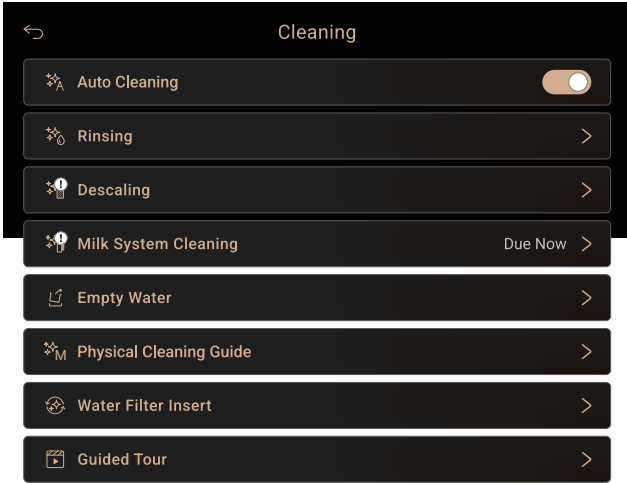 Cleaning
Auto Cleaning
Rinsing
Descaling
Milk System Cleaning Due Now
Empty Water
Physical Cleaning Guide
Water Filter Insert
Guided Tour